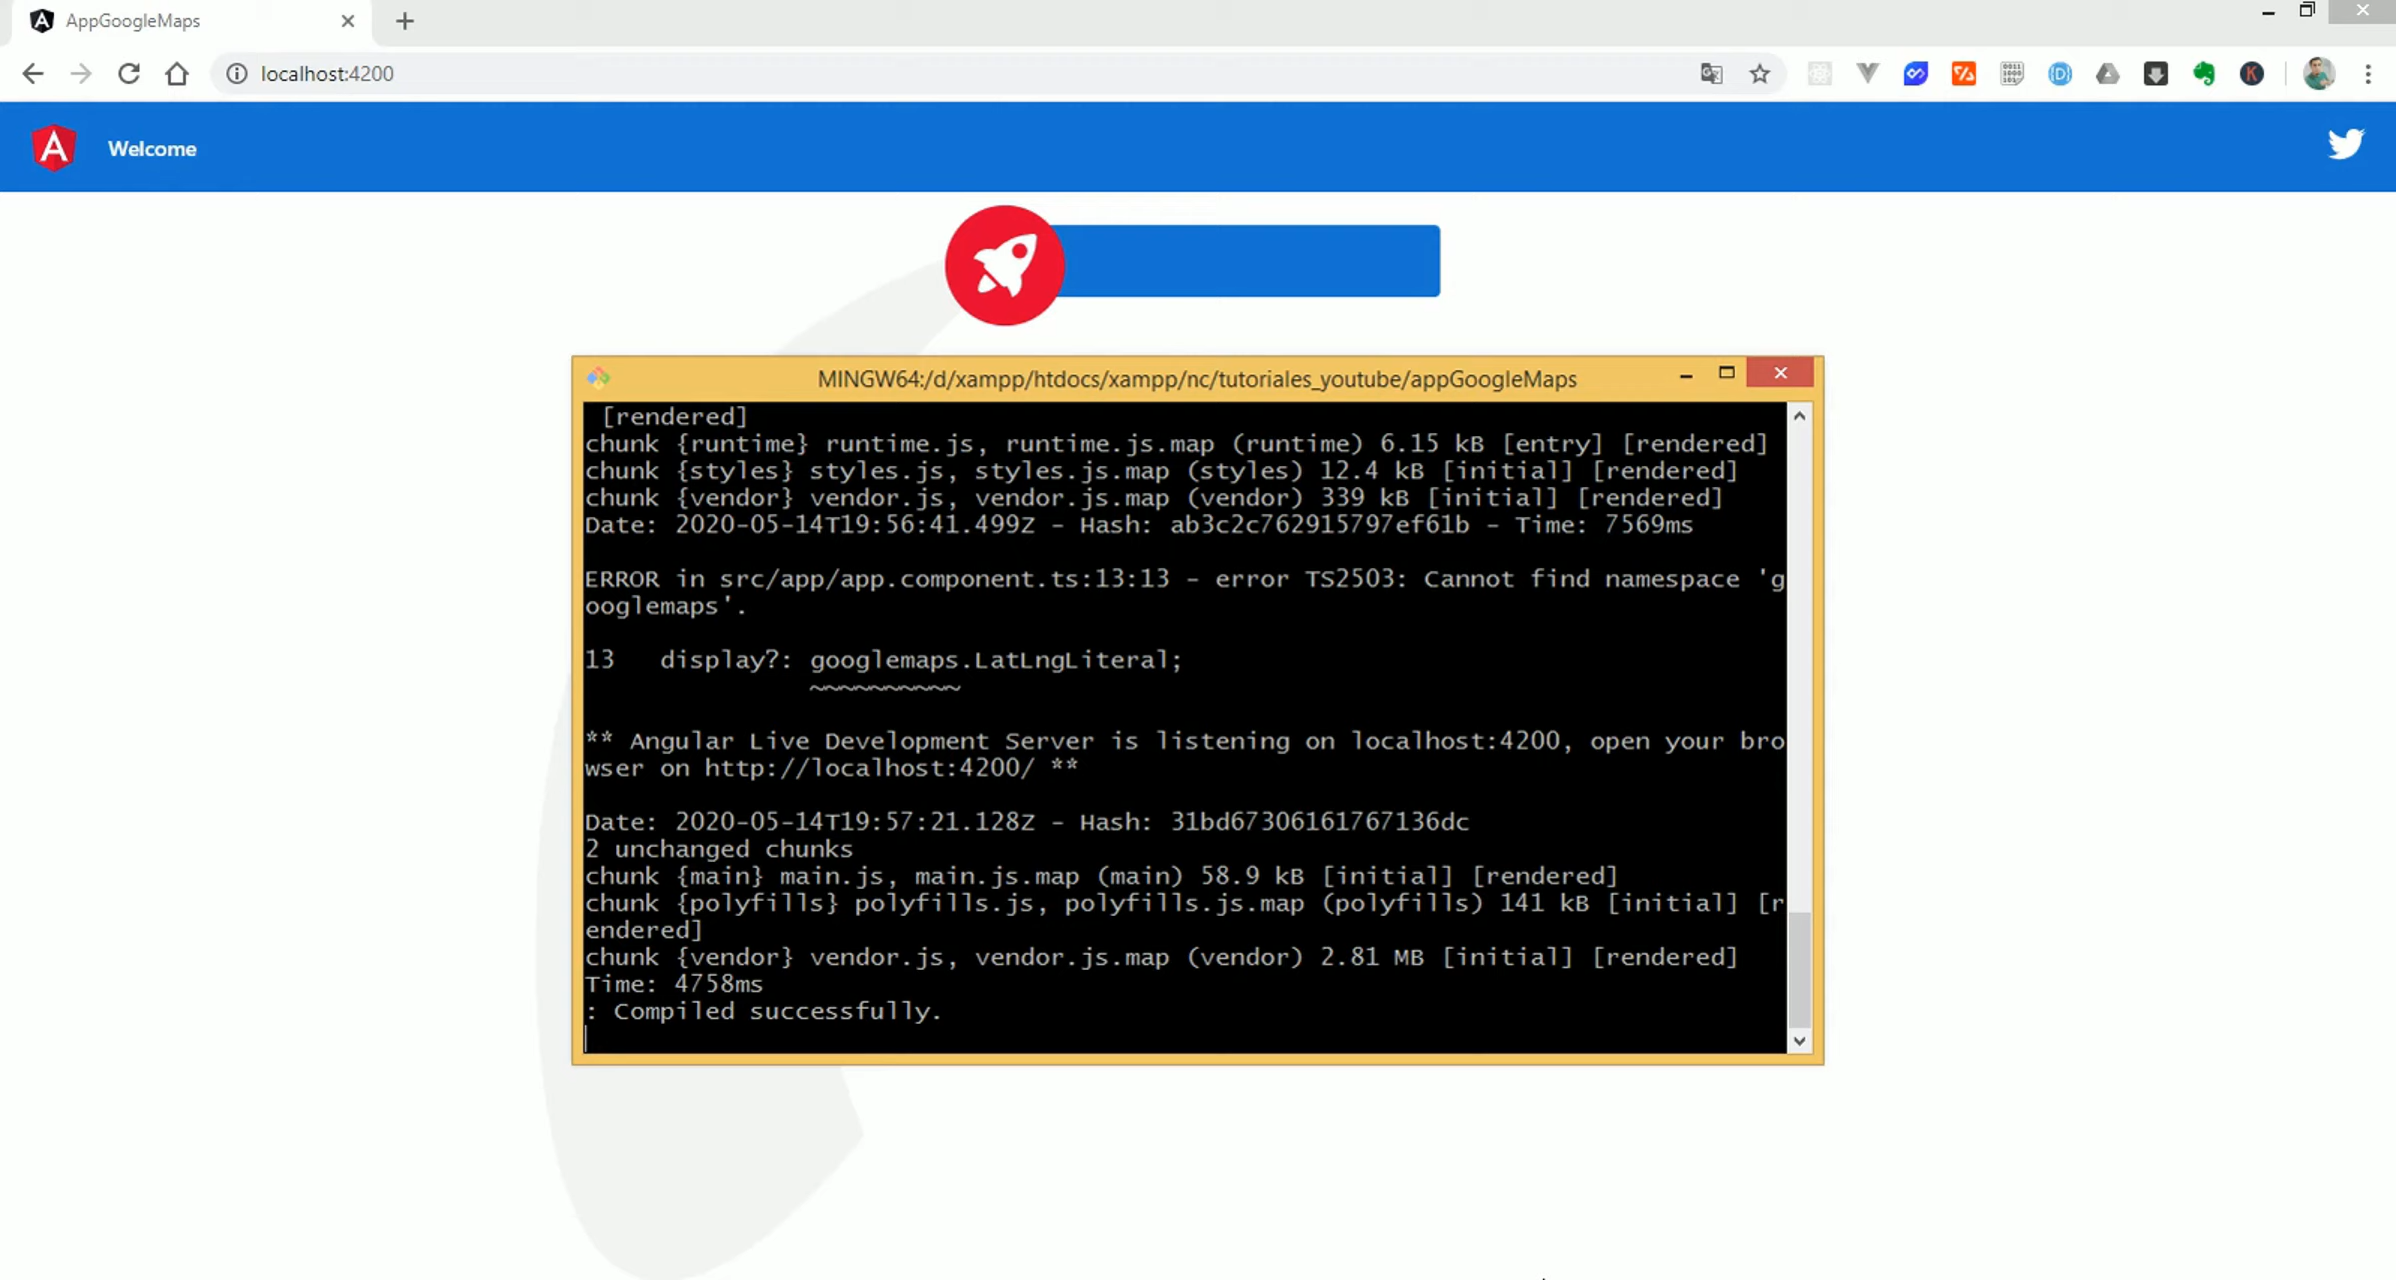 AppGoogleMaps
localhost:4200
Welcome
MINGW64:/d/xampp/htdocs/xampp/nc/tutoriales_youtube/appGoogleMaps
[rendered]
chunk {runtime} runtime.js, runtime.js.map (runtime) 6.15 kB [entry] [rendered]
chunk {styles} styles.js, styles.js.map (styles) 12.4 kB [initial] [rendered]
chunk {vendor} vendor.js, vendor.js.map (vendor) 339 kB [initial] [rendered]
Date: 2020-05-14T19:56:41.499Z - Hash: ab3c2c762915797ef61b - Time: 7569ms
ERROR in src/app/app.component.ts:13:13 - error TS2503: Cannot find namespace 'g
ooglemaps'.
13   display?: googlemaps.LatLngLiteral;
~~~~~~~~~~
** Angular Live Development Server is listening on localhost:4200, open your bro
wser on http://localhost:4200/ **
Date: 2020-05-14T19:57:21.128Z - Hash: 31bd67306161767136dc
2 unchanged chunks
chunk {main} main.js, main.js.map (main) 58.9 kB [initial] [rendered]
chunk {polyfills} polyfills.js, polyfills.js.map (polyfills) 141 kB [initial] [r
endered]
chunk {vendor} vendor.js, vendor.js.map (vendor) 2.81 MB [initial] [rendered]
Time: 4758ms
: Compiled successfully.